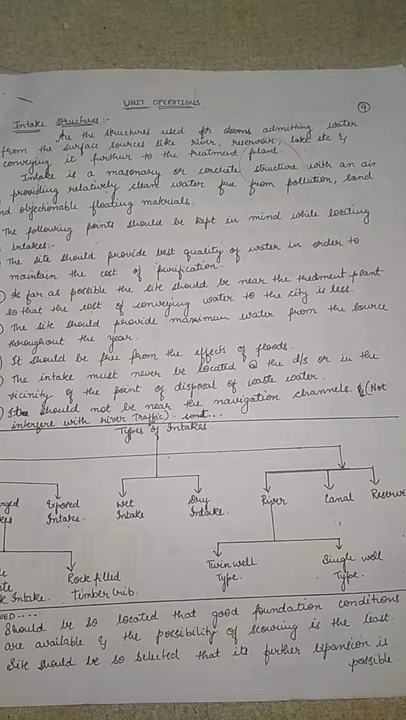 UNIT OPERATIONS
9
Intake Structures:-
Are the structures used for dooms admitting water
from the surface sources like river, reservoir, lake etc &
conveying it further to the treatment plant.
Intake is a masonary or concrete structure with an aim
providing relatively clean water free from pollution, sand
nd objectionable floating materials.
The following points should be kept in mind while locating
intakes:-
The site should provide best quality of water in order to
maintain the cost of purification.
As far as possible the site should be near the tredment plant
so that the cost of conveying water to the city is less.
The site should provide maximum water from the source
throughout the year.
It should be free from the effects of floods.
The intake must never be located @ the d/s or in the
vicinity of the point of disposal of waste water.
Site should not be near the navigation channels. (Not
interfere with river Traffic) cont...
Types of Intakes
Exposed Intake.
Wet Intake
Dry Intake.
River
Canal
Reserve
Rock filled Timber crib.
Intake.
Twin well Type.
Single well Type.
Should be so located that good foundation conditions
are available & the possibility of scouring is the least.
Site should be so selected that its further expansion is
possible.